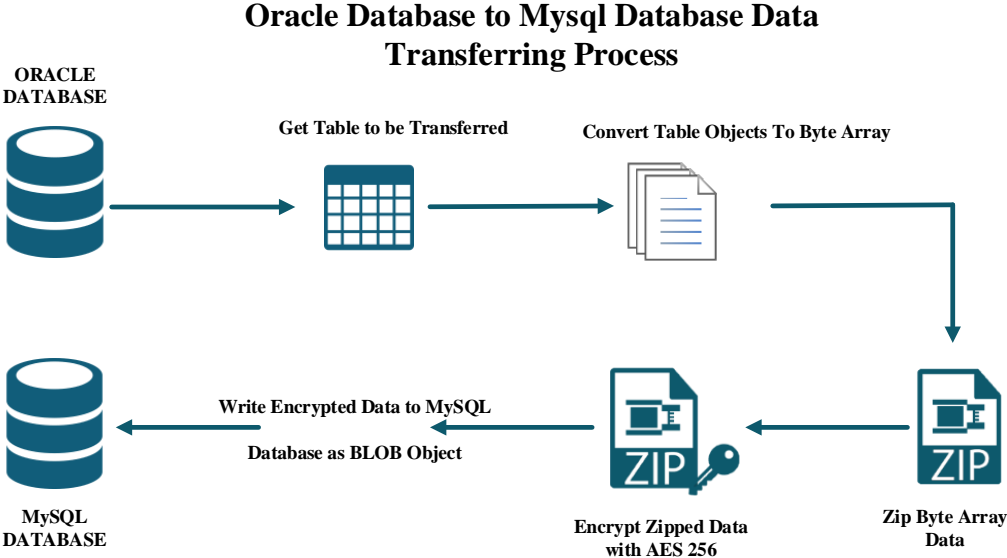 Oracle Database to Mysql Database Data
Transferring Process
ORACLE
DATABASE
Get Table to be Transferred
Convert Table Objects To Byte Array
Write Encrypted Data to MySQL
Database as BLOB Object
ZIP
ZIP
MySQL
DATABASE
Encrypt Zipped Data
with AES 256
Zip Byte Array
Data